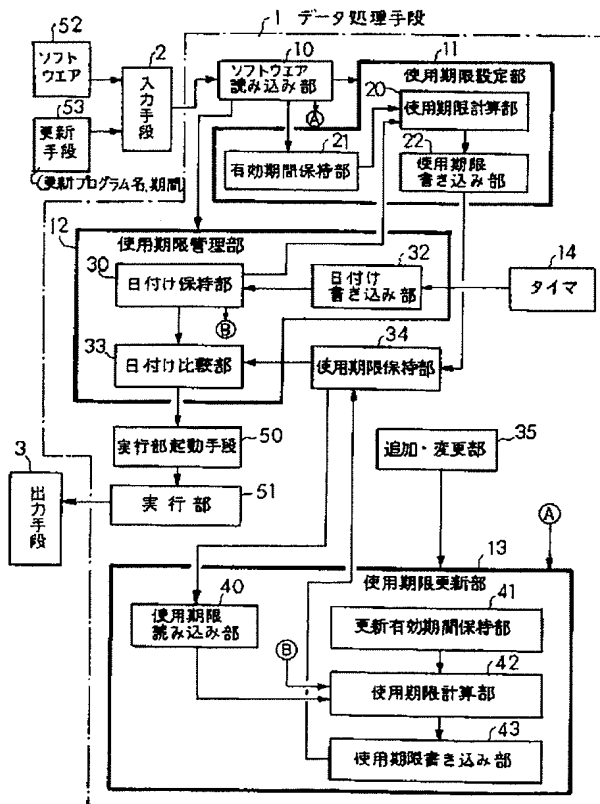 1 データ処理手段
52
ソフト
ウエア
2
入力手段
10
ソフトウェア
読み込み部
11
使用期限設定部
53
更新
手段
(更新プログラム名、期間)
Ⓐ
20
使用期限計算部
21
有効期間保持部
22
使用期限
書き込み部
12
使用期限管理部
30
日付け保持部
Ⓑ
32
日付け
書き込み部
14
タイマ
33
日付け比較部
34
使用期限保持部
50
実行部起動手段
35
追加・変更部
3
出力手段
51
実行部
Ⓐ
13
使用期限更新部
40
使用期限
読み込み部
41
更新有効期間保持部
Ⓑ
42
使用期限計算部
43
使用期限書き込み部